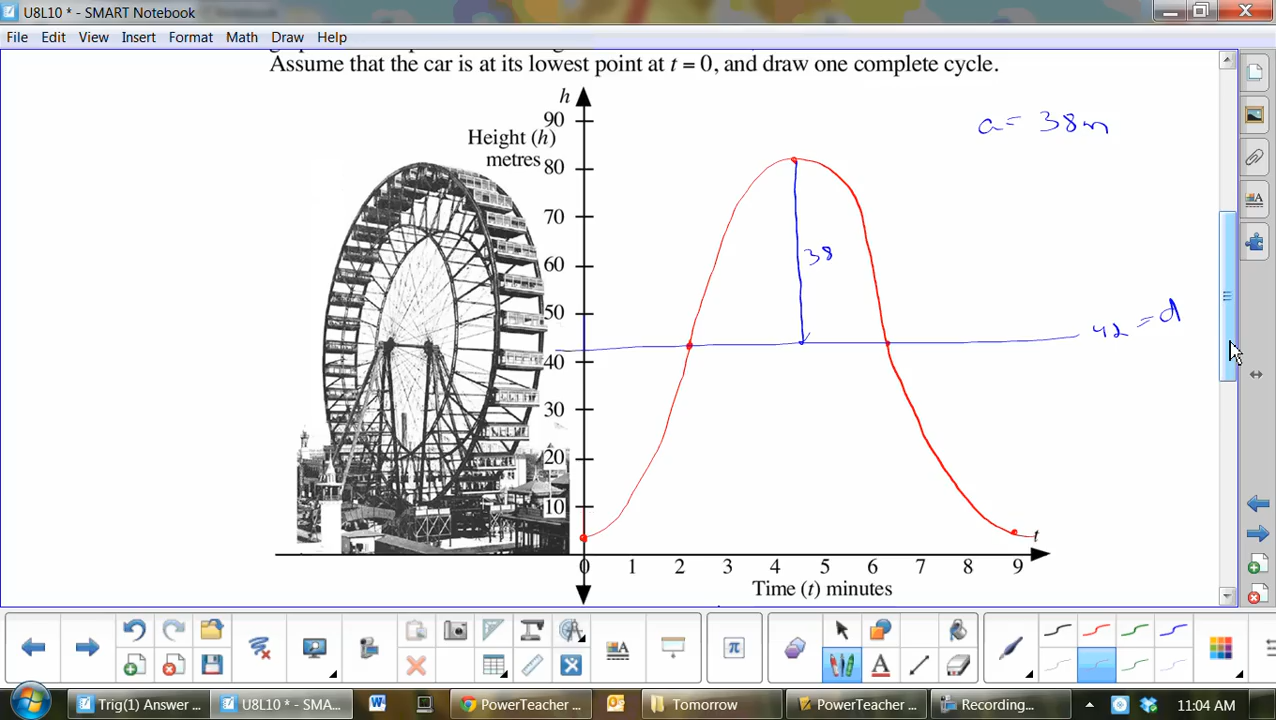 U8L10 * - SMART Notebook
File Edit View Insert Format Math Draw Help
Assume that the car is at its lowest point at t = 0, and draw one complete cycle.
h
a = 38m
90
Height (h)
metres
80
70
60
38
50
42 = d
40
30
20
10
t
0 1 2 3 4 5 6 7 8 9
Time (t) minutes
π
A
Trig(1) Answer ...
U8L10 * - SMA...
PowerTeacher ...
Tomorrow
PowerTeacher ...
Recording...
11:04 AM